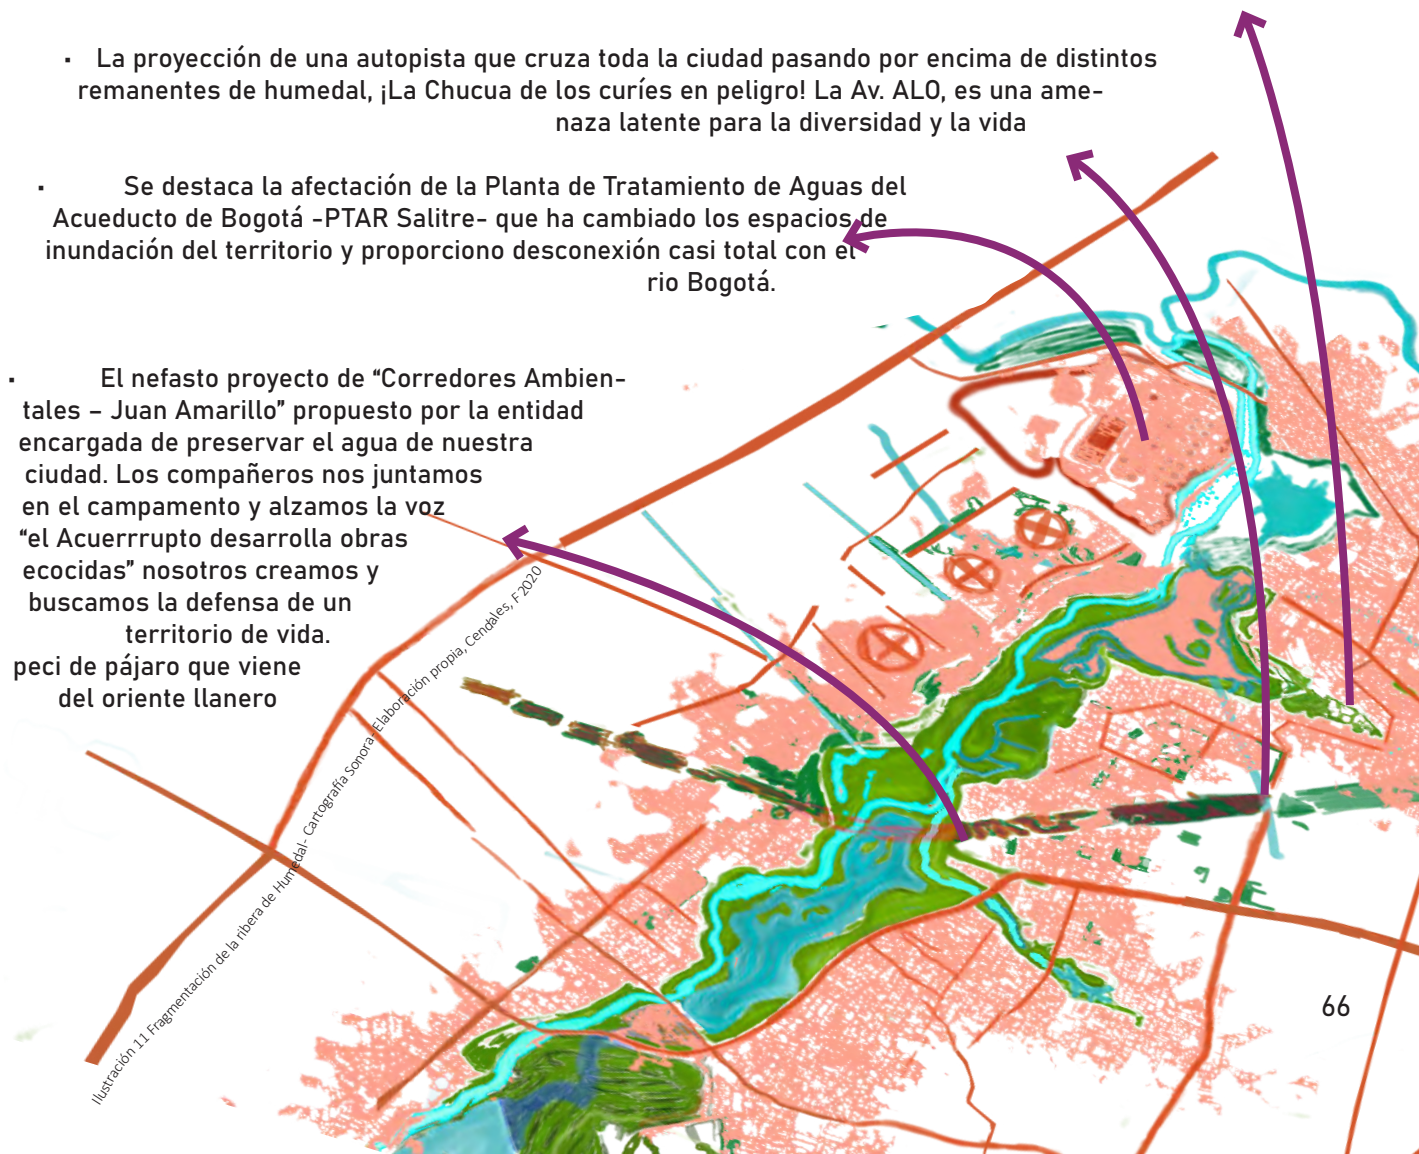 · La proyección de una autopista que cruza toda la ciudad pasando por encima de distintos
remanentes de humedal, ¡La Chucua de los curíes en peligro! La Av. ALO, es una ame-
naza latente para la diversidad y la vida
· Se destaca la afectación de la Planta de Tratamiento de Aguas del
Acueducto de Bogotá -PTAR Salitre- que ha cambiado los espacios de
inundación del territorio y proporciono desconexión casi total con el
rio Bogotá.
· El nefasto proyecto de “Corredores Ambien-
tales – Juan Amarillo” propuesto por la entidad
encargada de preservar el agua de nuestra
ciudad. Los compañeros nos juntamos
en el campamento y alzamos la voz
“el Acuerrrupto desarrolla obras
ecocidas” nosotros creamos y
buscamos la defensa de un
territorio de vida.
peci de pájaro que viene
del oriente llanero
Ilustración 11 Fragmentación de la ribera de Humedal- Cartografía Sonora-Elaboración propia, Cendales, F 2020
66